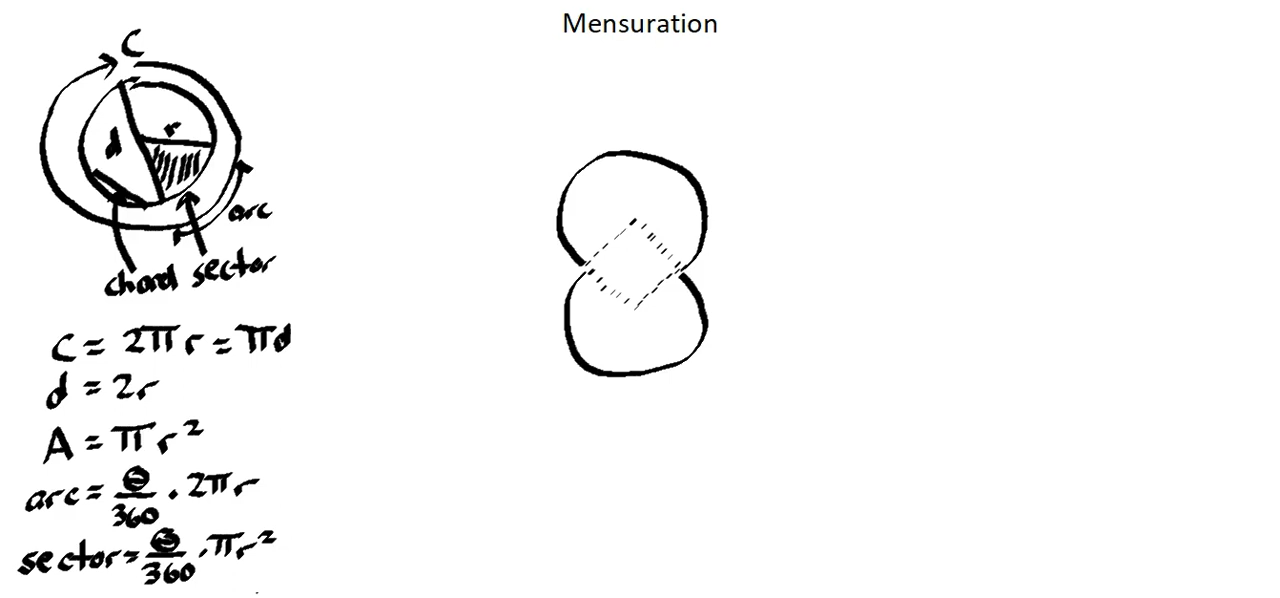 Mensuration
C
d
r
arc
chord sector
C = 2πr = πd
d = 2r
A = πr²
arc = θ/360 . 2πr
sector = θ/360 . πr²